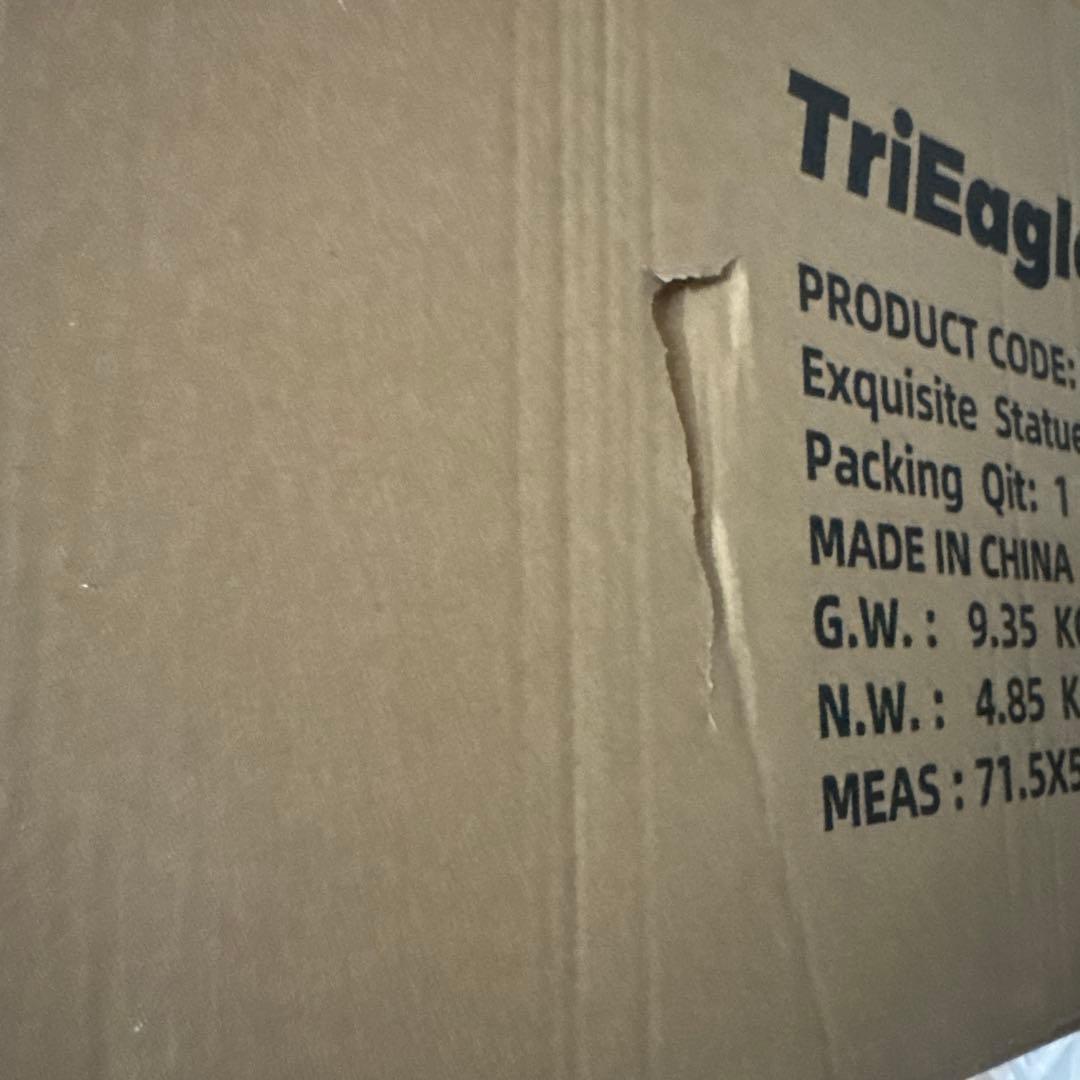 TriEagl
PRODUCT CODE:
Exquisite Statue
Packing Qit: 1
MADE IN CHINA
G.W. : 9.35 K
N.W. : 4.85 K
MEAS : 71.5X5